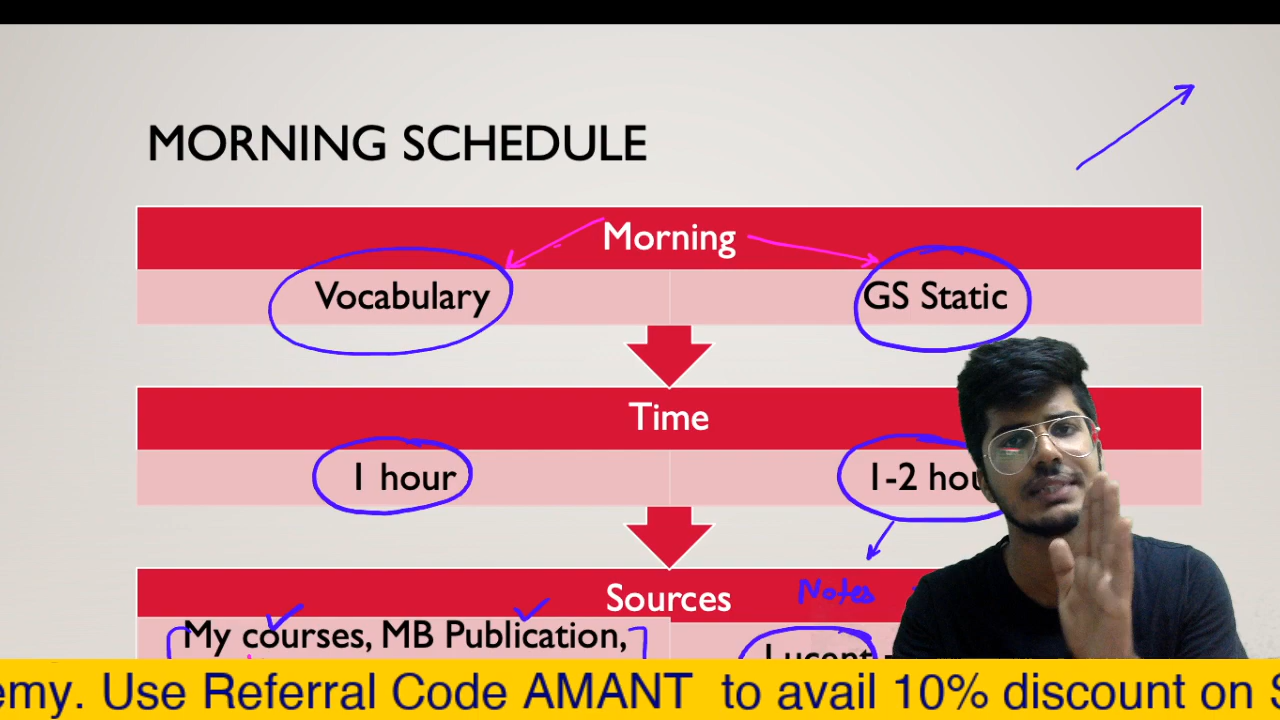 MORNING SCHEDULE
Morning
Vocabulary GS Static
Time
1 hour 1-2 hou
Notes
Sources
My courses, MB Publication,
Lucent
emy. Use Referral Code AMANT to avail 10% discount on S